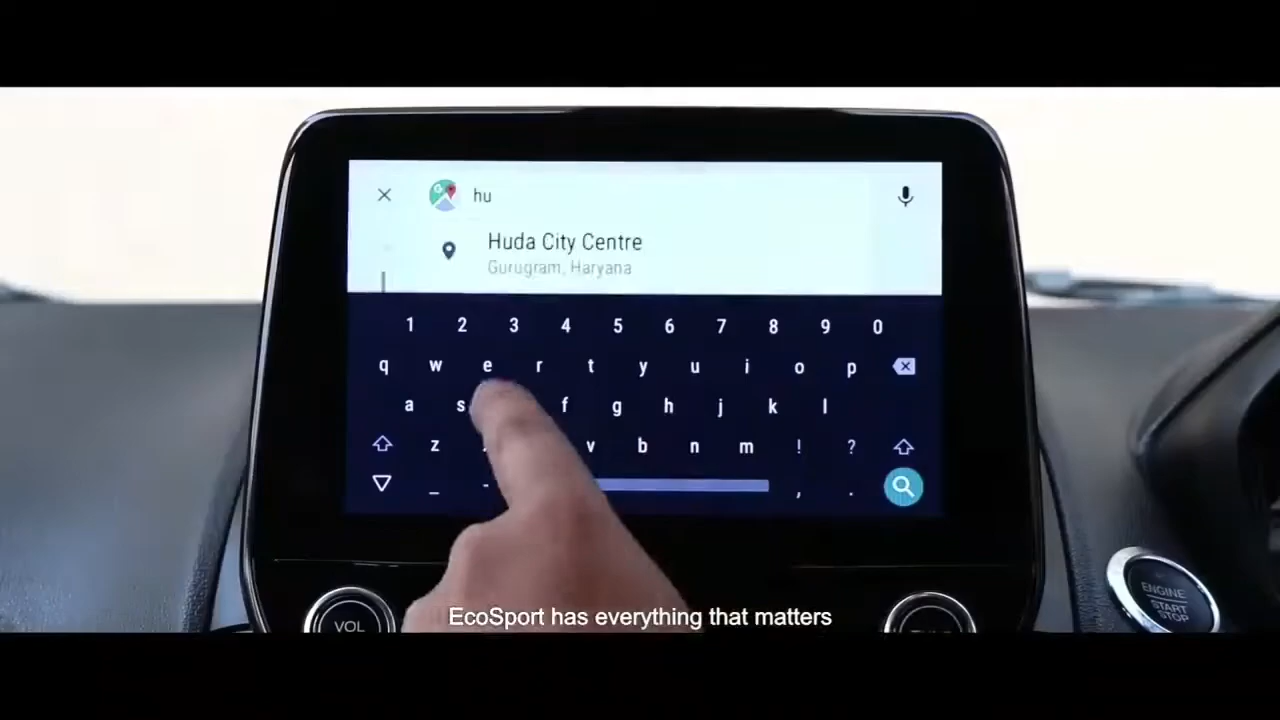 hu
Huda City Centre
Gurugram, Haryana
1 2 3 4 5 6 7 8 9 0
q w e r t y u i o p
a s f g h j k l
z v b n m ! ?
_ - , .
VOL
ENGINE
START
STOP
EcoSport has everything that matters